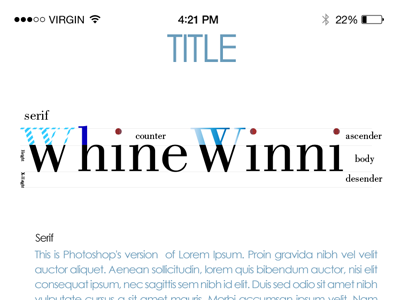 VIRGIN 4:21 PM 22%
TITLE
serif
counter ascender
Whine Winni
body
desender
Serif
This is Photoshop's version of Lorem Ipsum. Proin gravida nibh vel velit
auctor aliquet. Aenean sollicitudin, lorem quis bibendum auctor, nisi elit
consequat ipsum, nec sagittis sem nibh id elit. Duis sed odio sit amet nibh
vulputate cursus a sit amet mauris. Morbi accumsan ipsum velit. Nam